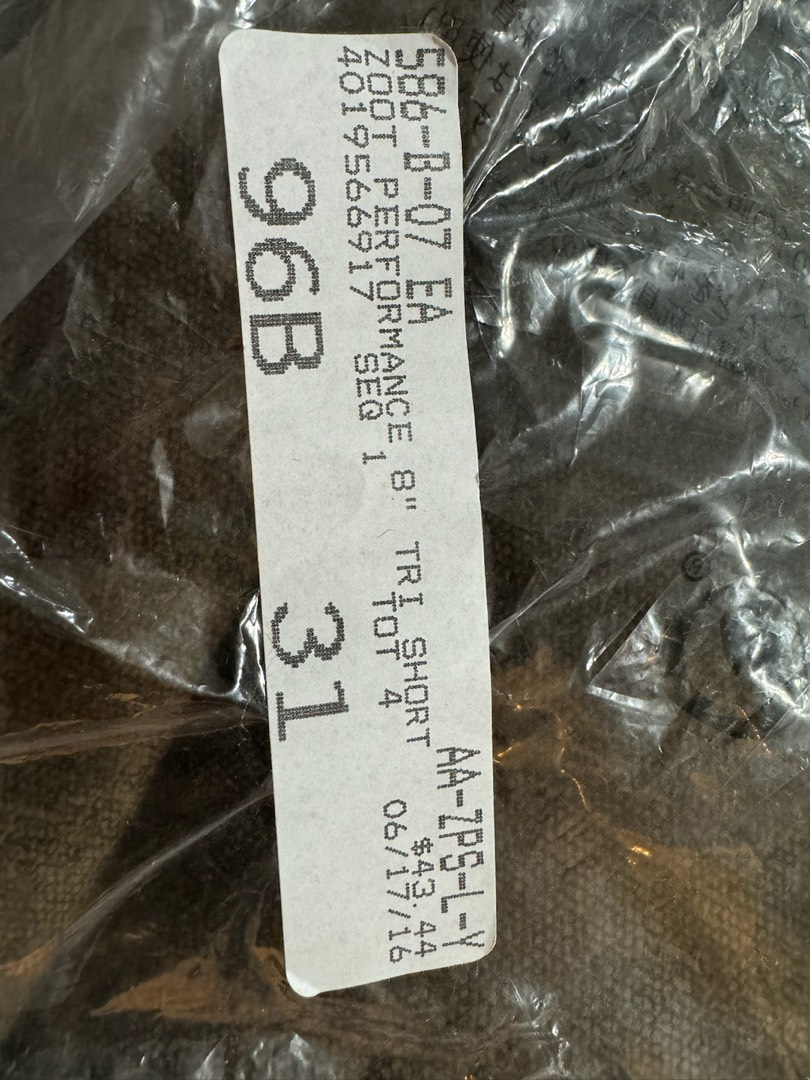 586-B-07 EA AA-ZPS-L-Y
ZOOT PERFORMANCE 8" TRI SHORT $43.44
4019566917 SEQ 1 TOT 4 06/17/16
96B 31